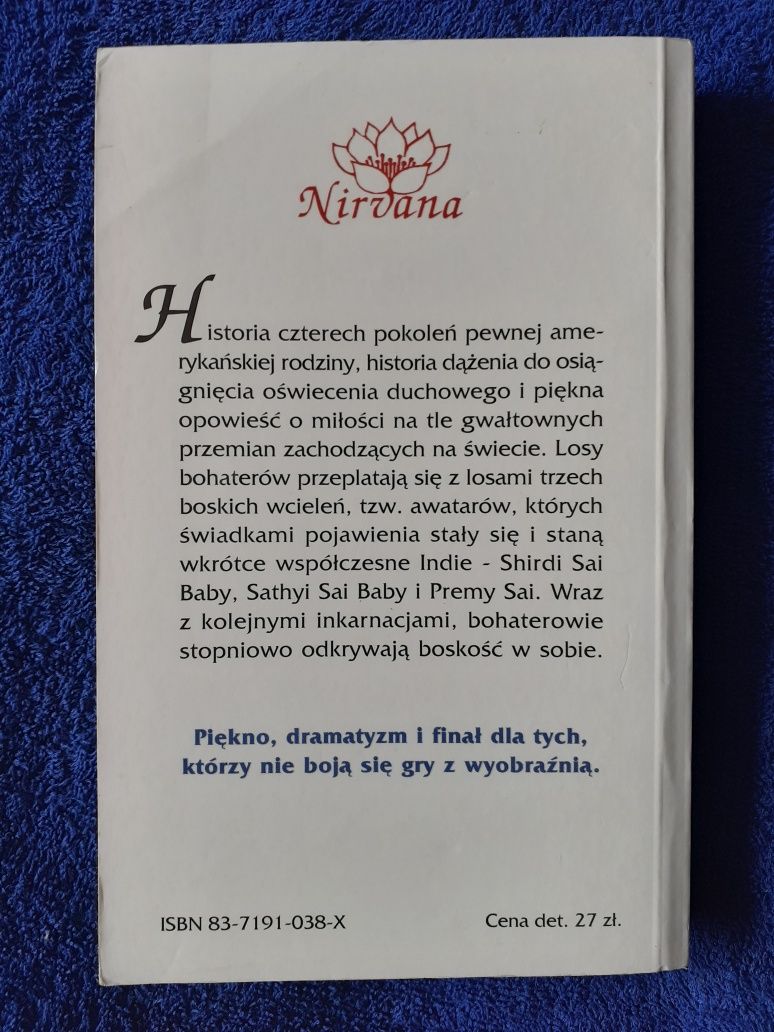 Nirvana
Historia czterech pokoleń pewnej ame-
rykańskiej rodziny, historia dążenia do osią-
gnięcia oświecenia duchowego i piękna
opowieść o miłości na tle gwałtownych
przemian zachodzących na świecie. Losy
bohaterów przeplatają się z losami trzech
boskich wcieleń, tzw. awatarów, których
świadkami pojawienia stały się i staną
wkrótce współczesne Indie - Shirdi Sai
Baby, Sathyi Sai Baby i Premy Sai. Wraz
z kolejnymi inkarnacjami, bohaterowie
stopniowo odkrywają boskość w sobie.
Piękno, dramatyzm i finał dla tych,
którzy nie boją się gry z wyobraźnią.
ISBN 83-7191-038-X
Cena det. 27 zł.